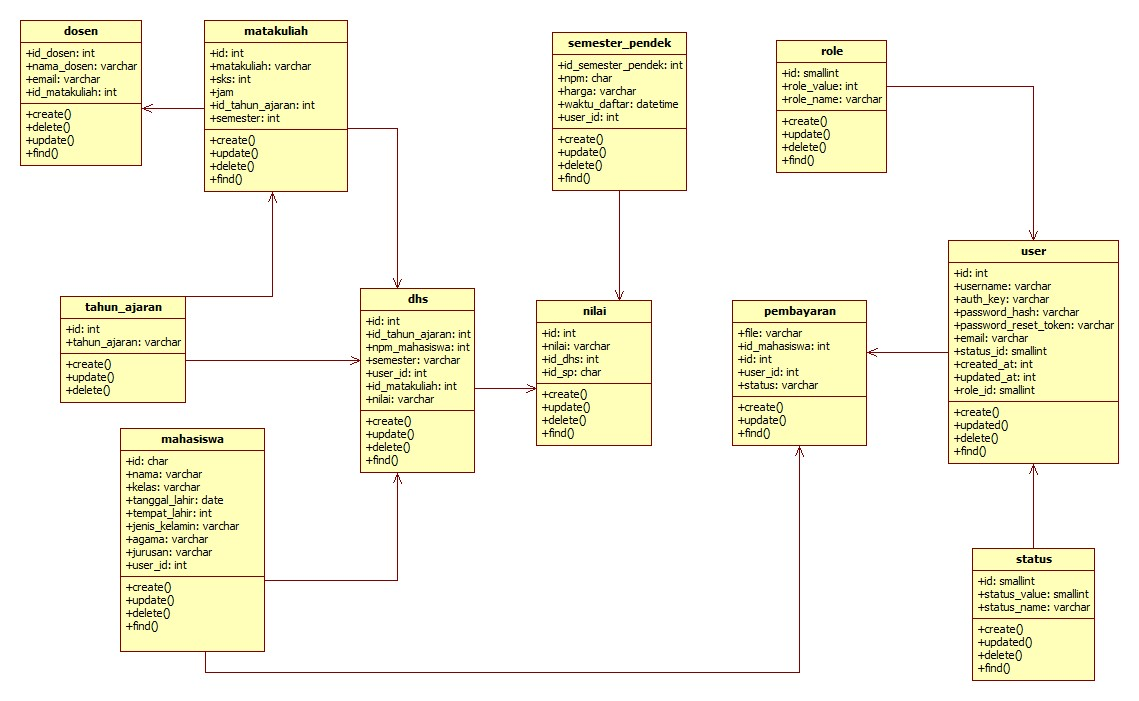 dosen
+id_dosen: int
+nama_dosen: varchar
+email: varchar
+id_matakuliah: int
+create()
+delete()
+update()
+find()
matakuliah
+id: int
+matakuliah: varchar
+sks: int
+jam
+id_tahun_ajaran: int
+semester: int
+create()
+update()
+delete()
+find()
semester_pendek
+id_semester_pendek: int
+npm: char
+harga: varchar
+waktu_daftar: datetime
+user_id: int
+create()
+update()
+delete()
+find()
role
+id: smallint
+role_value: int
+role_name: varchar
+create()
+update()
+delete()
+find()
tahun_ajaran
+id: int
+tahun_ajaran: varchar
+create()
+update()
+delete()
dhs
+id: int
+id_tahun_ajaran: int
+npm_mahasiswa: int
+semester: varchar
+user_id: int
+id_matakuliah: int
+nilai: varchar
+create()
+update()
+delete()
+find()
nilai
+id: int
+nilai: varchar
+id_dhs: int
+id_sp: char
+create()
+update()
+delete()
+find()
pembayaran
+file: varchar
+id_mahasiswa: int
+id: int
+user_id: int
+status: varchar
+create()
+update()
+find()
user
+id: int
+username: varchar
+auth_key: varchar
+password_hash: varchar
+password_reset_token: varchar
+email: varchar
+status_id: smallint
+created_at: int
+updated_at: int
+role_id: smallint
+create()
+updated()
+delete()
+find()
mahasiswa
+id: char
+nama: varchar
+kelas: varchar
+tanggal_lahir: date
+tempat_lahir: int
+jenis_kelamin: varchar
+agama: varchar
+jurusan: varchar
+user_id: int
+create()
+update()
+delete()
+find()
status
+id: smallint
+status_value: smallint
+status_name: varchar
+create()
+updated()
+delete()
+find()